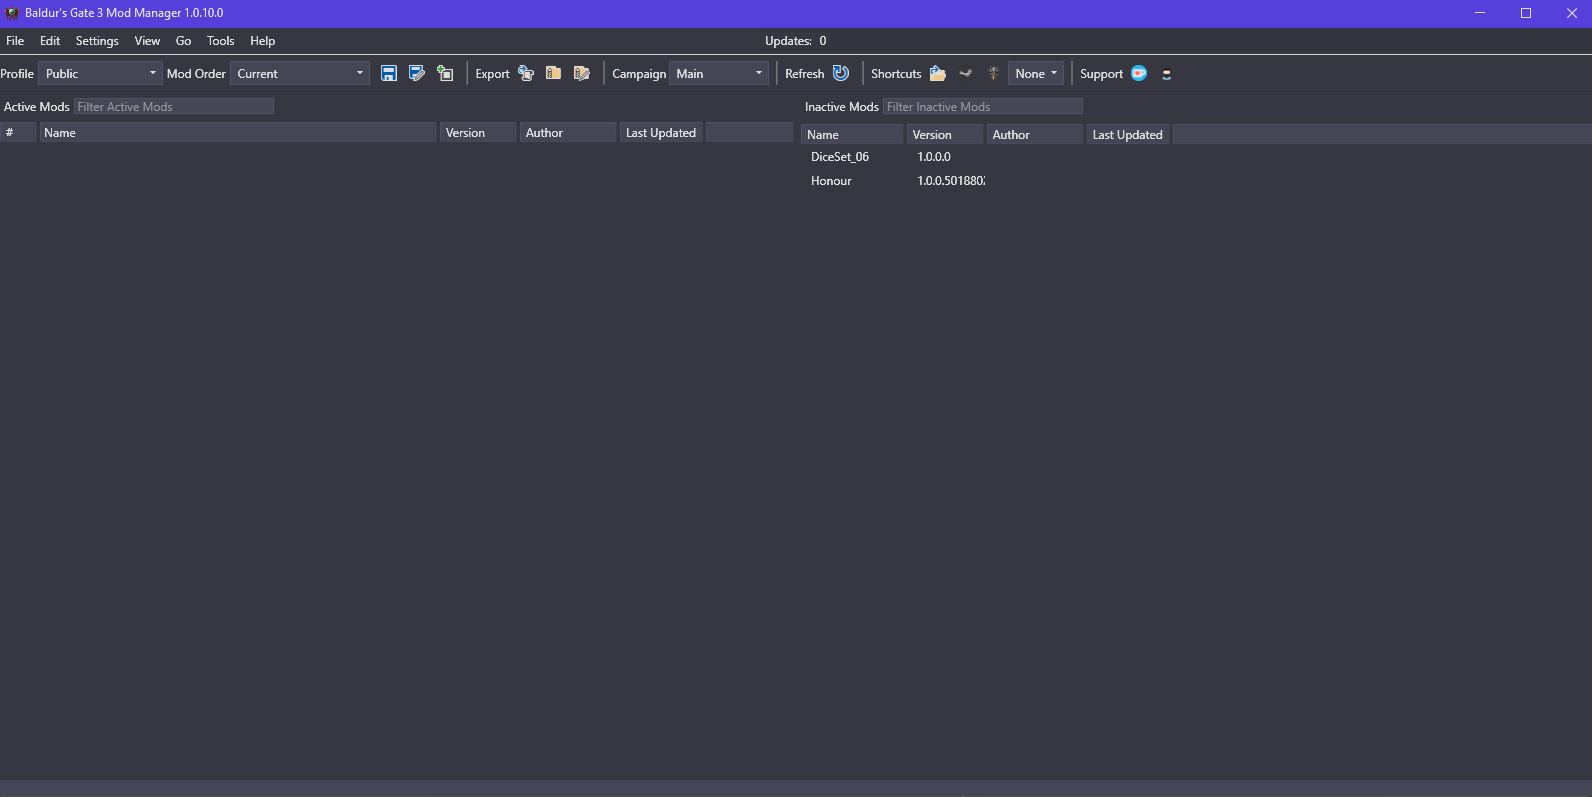 Baldur's Gate 3 Mod Manager 1.0.10.0
File Edit Settings View Go Tools Help Updates: 0
Profile Public Mod Order Current Export Campaign Main Refresh Shortcuts None Support
Active Mods Filter Active Mods Inactive Mods Filter Inactive Mods
# Name Version Author Last Updated
Name Version Author Last Updated
DiceSet_06 1.0.0.0
Honour 1.0.0.501880